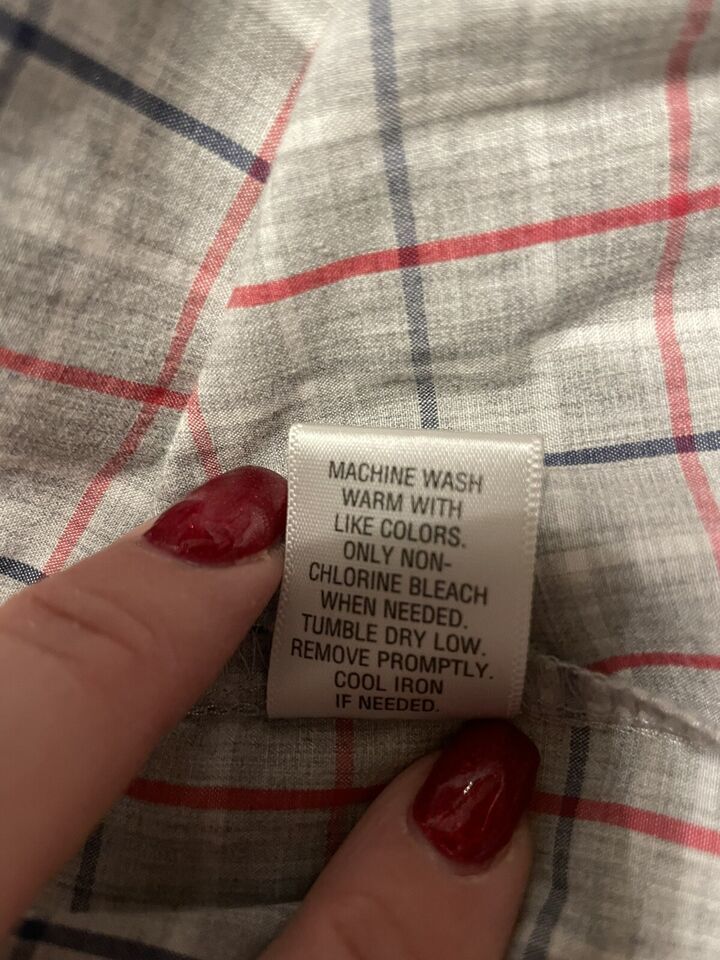 MACHINE WASH
WARM WITH
LIKE COLORS.
ONLY NON-
CHLORINE BLEACH
WHEN NEEDED.
TUMBLE DRY LOW.
REMOVE PROMPTLY.
COOL IRON
IF NEEDED.